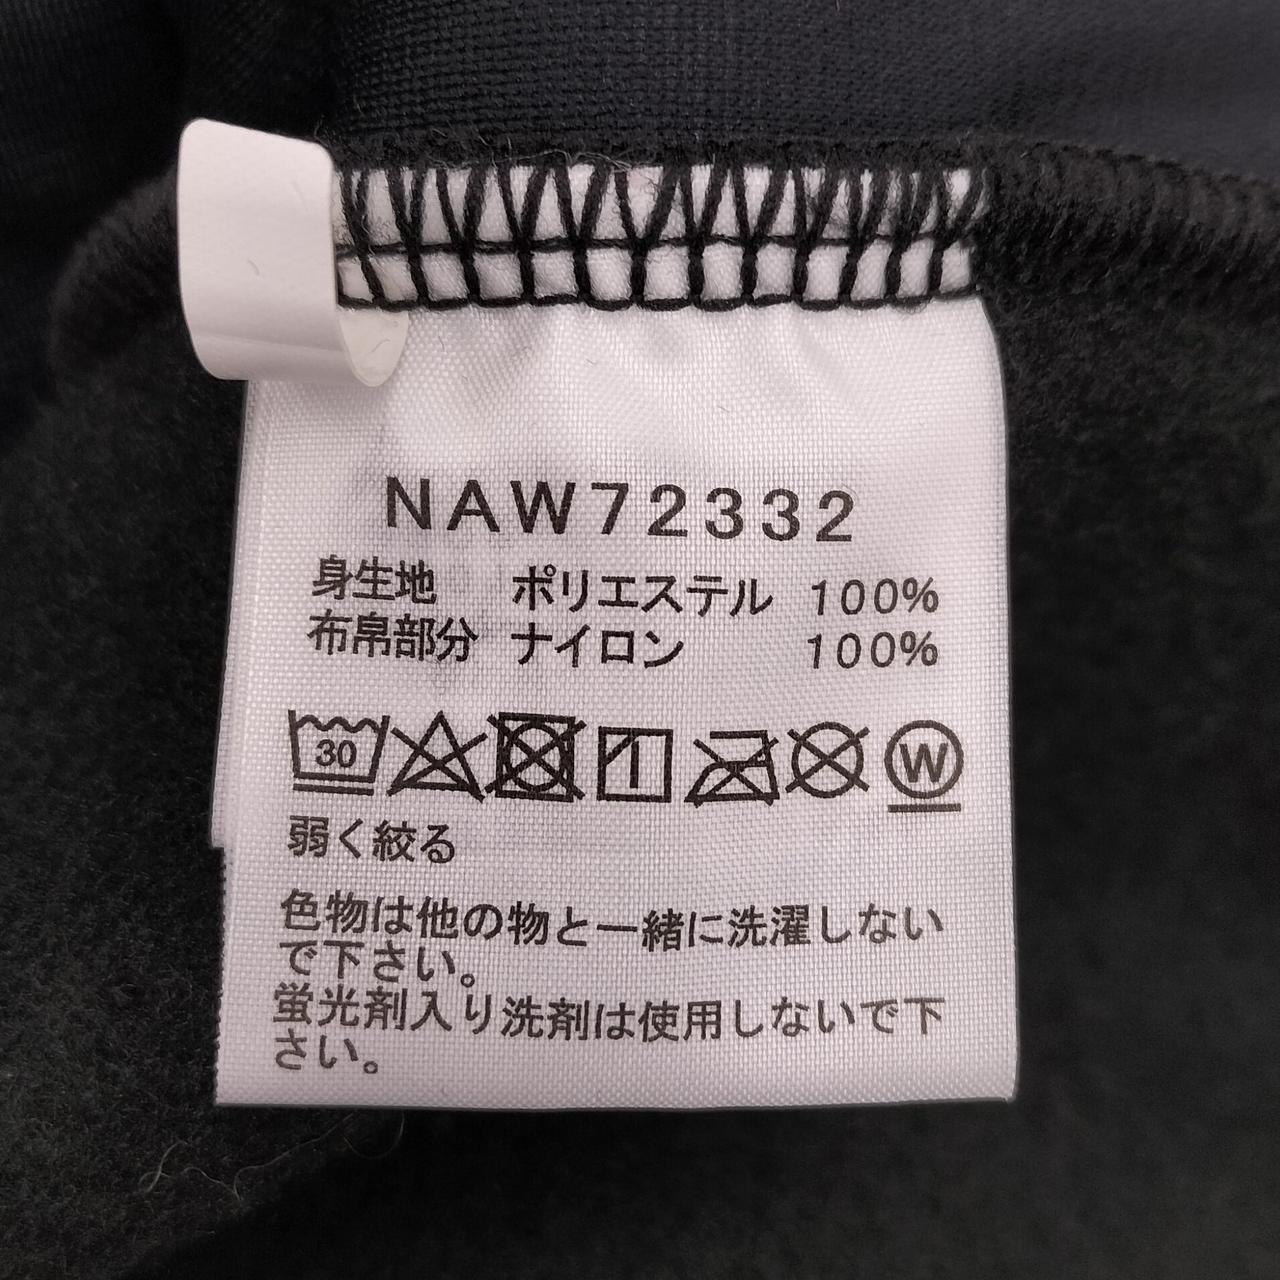 NAW72332
身生地 ポリエステル 100%
布帛部分 ナイロン 100%
30 W
弱く絞る
色物は他の物と一緒に洗濯しない
で下さい。
蛍光剤入り洗剤は使用しないで下
さい。